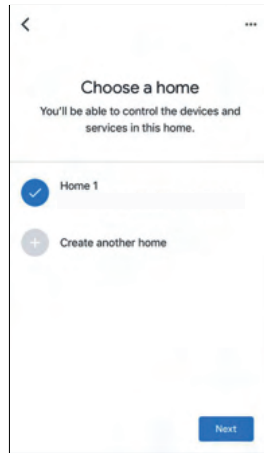 Choose a home
You'll be able to control the devices and
services in this home.
Home 1
Create another home
Next